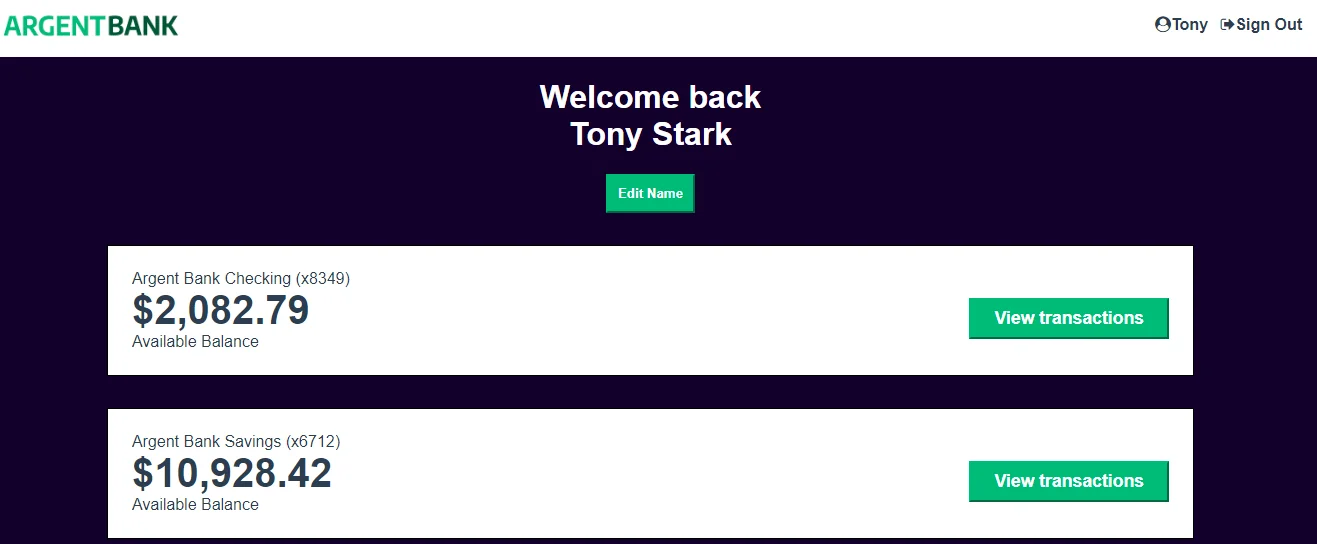 ARGENTBANK
Tony Sign Out
Welcome back
Tony Stark
Edit Name
Argent Bank Checking (x8349)
$2,082.79
Available Balance
View transactions
Argent Bank Savings (x6712)
$10,928.42
Available Balance
View transactions